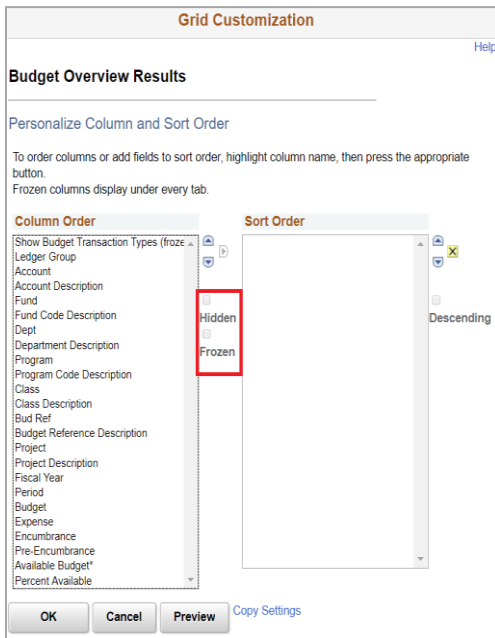 Grid Customization
Help
Budget Overview Results
Personalize Column and Sort Order
To order columns or add fields to sort order, highlight column name, then press the appropriate
button.
Frozen columns display under every tab.
Column Order
Sort Order
Show Budget Transaction Types (froze
Ledger Group
Account
Account Description
Fund
Fund Code Description
Dept
Department Description
Program
Program Code Description
Class
Class Description
Bud Ref
Budget Reference Description
Project
Project Description
Fiscal Year
Period
Budget
Expense
Encumbrance
Pre-Encumbrance
Available Budget*
Percent Available
Hidden
Frozen
Descending
OK
Cancel
Preview
Copy Settings